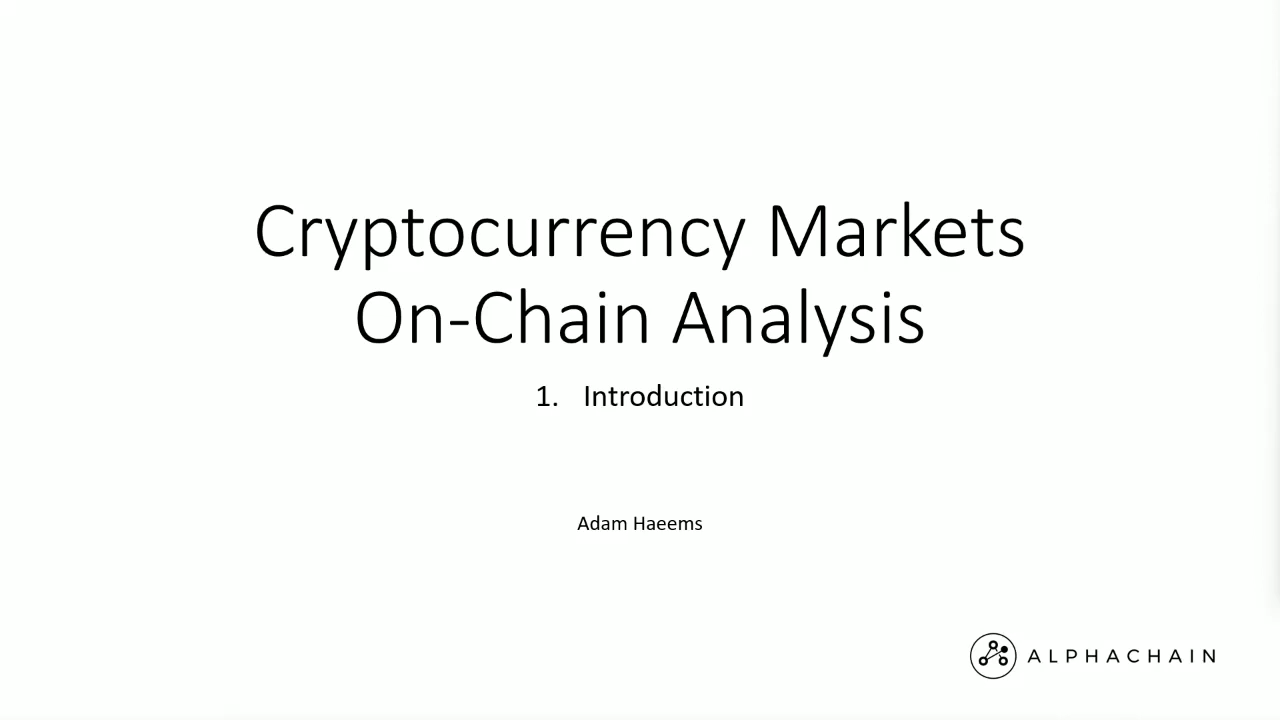 Cryptocurrency Markets
On-Chain Analysis
1. Introduction
Adam Haeems
ALPHACHAIN